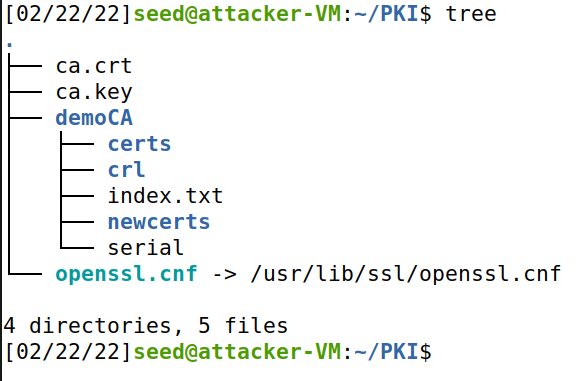 [02/22/22]seed@attacker-VM:~/PKI$ tree
.
├── ca.crt
├── ca.key
├── demoCA
│   ├── certs
│   ├── crl
│   ├── index.txt
│   ├── newcerts
│   └── serial
└── openssl.cnf -> /usr/lib/ssl/openssl.cnf
4 directories, 5 files
[02/22/22]seed@attacker-VM:~/PKI$